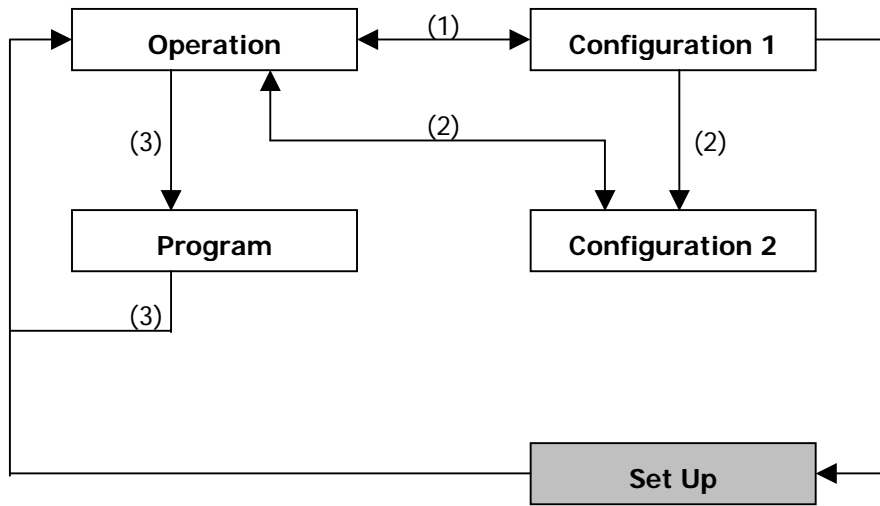 Operation
(1)
Configuration 1
(3)
(2)
(2)
Program
Configuration 2
(3)
Set Up